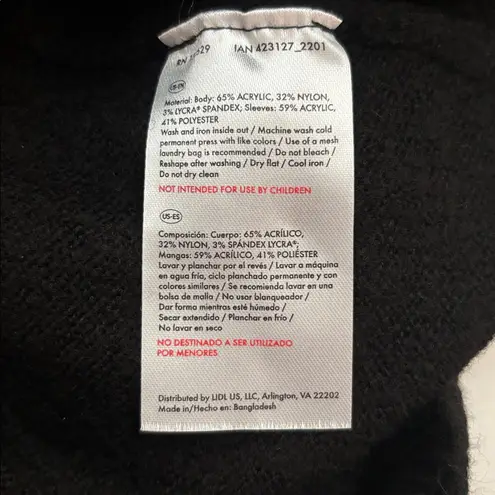 RN IAN 423127_2201
US-EN
Material: Body: 65% ACRYLIC, 32% NYLON,
3% LYCRA® SPANDEX; Sleeves: 59% ACRYLIC,
41% POLYESTER
Wash and iron inside out / Machine wash cold
permanent press with like colors / Use of a mesh
laundry bag is recommended / Do not bleach /
Reshape after washing / Dry flat / Cool iron /
Do not dry clean
NOT INTENDED FOR USE BY CHILDREN
US-ES
Composición: Cuerpo: 65% ACRÍLICO,
32% NYLON, 3% SPÁNDEX LYCRA®;
Mangas: 59% ACRÍLICO, 41% POLIÉSTER
Lavar y planchar por el revés / Lavar a máquina
en agua fría, ciclo planchado permanente y con
colores similares / Se recomienda lavar en una
bolsa de malla / No usar blanqueador /
Dar forma mientras esté húmedo /
Secar extendido / Planchar en frío /
No lavar en seco
NO DESTINADO A SER UTILIZADO
POR MENORES
Distributed by LIDL US, LLC, Arlington, VA 22202
Made in/Hecho en: Bangladesh